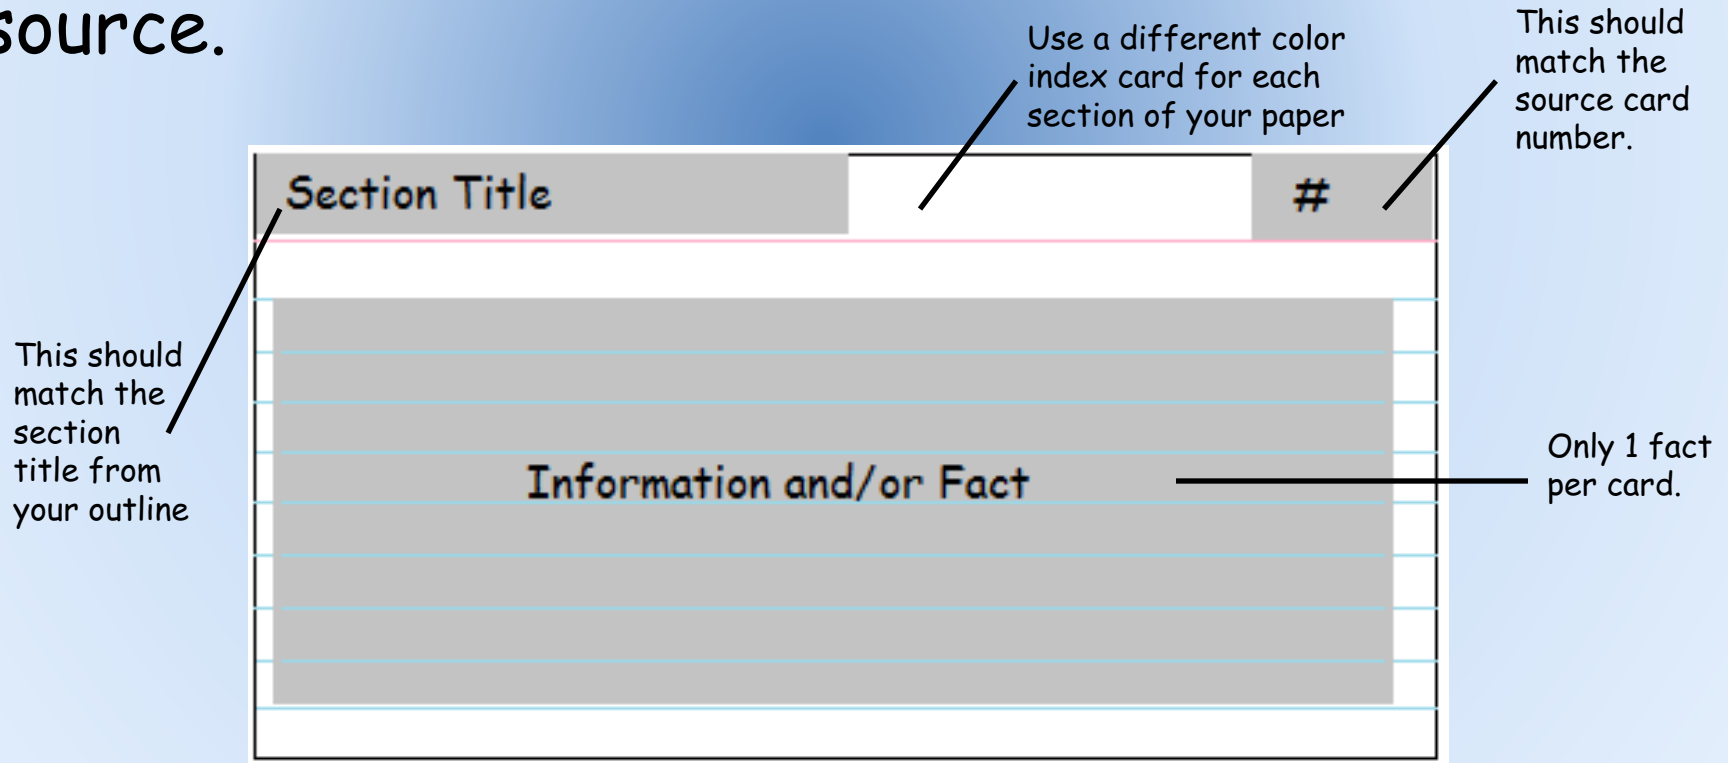 source.
Use a different color
index card for each
section of your paper
This should
match the
source card
number.
Section Title
#
This should
match the
section
title from
your outline
Information and/or Fact
Only 1 fact
per card.